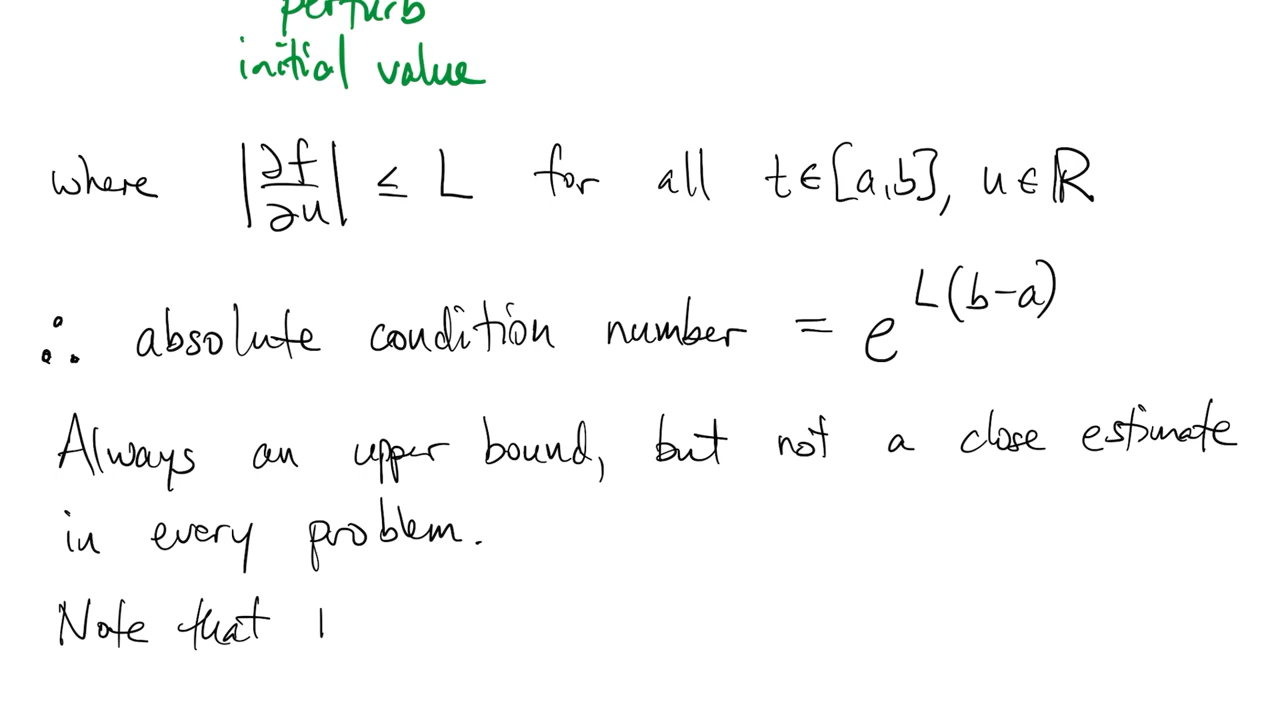 perturb
initial value
where |∂f/∂u| ≤ L for all t∈[a,b], u∈ℝ
∴ absolute condition number = e^{L(b-a)}
Always an upper bound, but not a close estimate
in every problem.
Note that